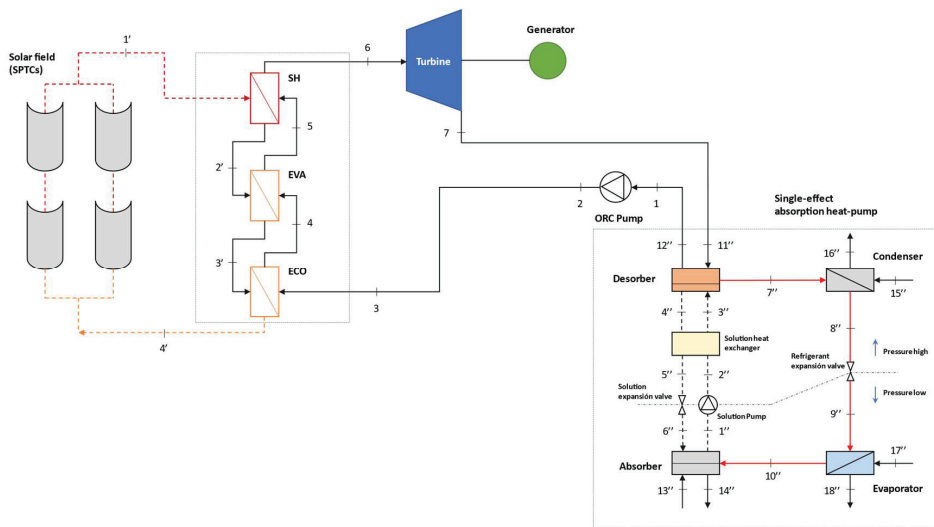 1’
Solar field
(SPTCs)
SH
6
Turbine
Generator
5
7
2’
EVA
4
2
1
ORC Pump
3’
ECO
3
4’
Single-effect
absorption heat-pump
12’’
11’’
16’’
Condenser
Desorber
7’’
15’’
4’’
3’’
8’’
Solution heat
exchanger
Pressure high
Refrigerant
expansión valve
5’’
2’’
Solution
expansión valve
Pressure low
Solution Pump
9’’
6’’
1’’
17’’
Absorber
10’’
13’’
14’’
18’’
Evaporator